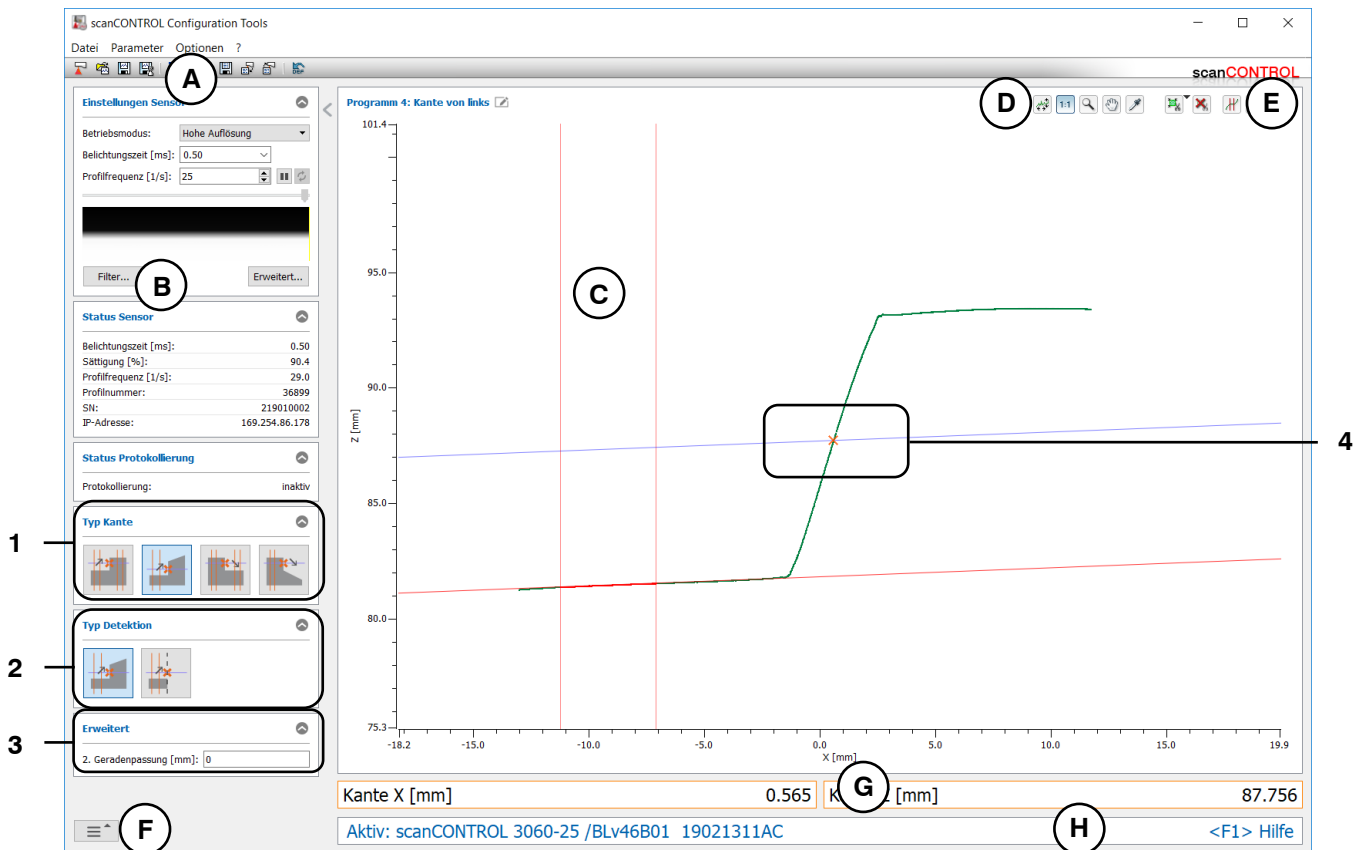 scanCONTROL Configuration Tools
Datei Parameter Optionen ?
A
scanCONTROL
Einstellungen Sensor
Betriebsmodus: Hohe Auflösung
Belichtungszeit [ms]: 0.50
Profilfrequenz [1/s]: 25
Filter... Erweitert...
B
Status Sensor
Belichtungszeit [ms]: 0.50
Sättigung [%]: 90.4
Profilfrequenz [1/s]: 29.0
Profilnummer: 36899
SN: 219010002
IP-Adresse: 169.254.86.178
Status Protokollierung
Protokollierung: inaktiv
1
Typ Kante
2
Typ Detektion
3
Erweitert
2. Geradenpassung [mm]: 0
F
Programm 4: Kante von links
D
1:1
E
C
4
101.4
95.0
90.0
85.0
80.0
75.3
Z [mm]
-18.2 -15.0 -10.0 -5.0 0.0 5.0 10.0 15.0 19.9
X [mm]
Kante X [mm] 0.565
G
[mm] 87.756
Aktiv: scanCONTROL 3060-25 /BLv46B01 19021311AC
H
<F1> Hilfe